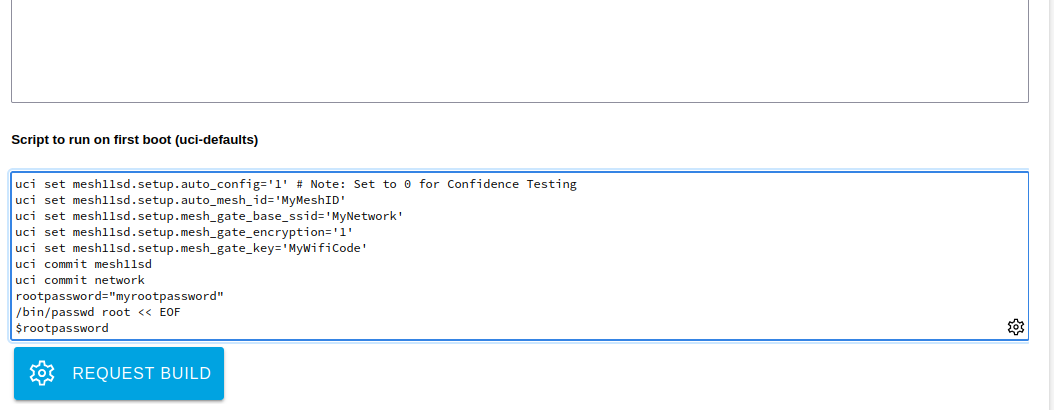 Script to run on first boot (uci-defaults)
uci set mesh11sd.setup.auto_config='1' # Note: Set to 0 for Confidence Testing
uci set mesh11sd.setup.auto_mesh_id='MyMeshID'
uci set mesh11sd.setup.mesh_gate_base_ssid='MyNetwork'
uci set mesh11sd.setup.mesh_gate_encryption='1'
uci set mesh11sd.setup.mesh_gate_key='MyWifiCode'
uci commit mesh11sd
uci commit network
rootpassword="myrootpassword"
/bin/passwd root << EOF
$rootpassword
REQUEST BUILD